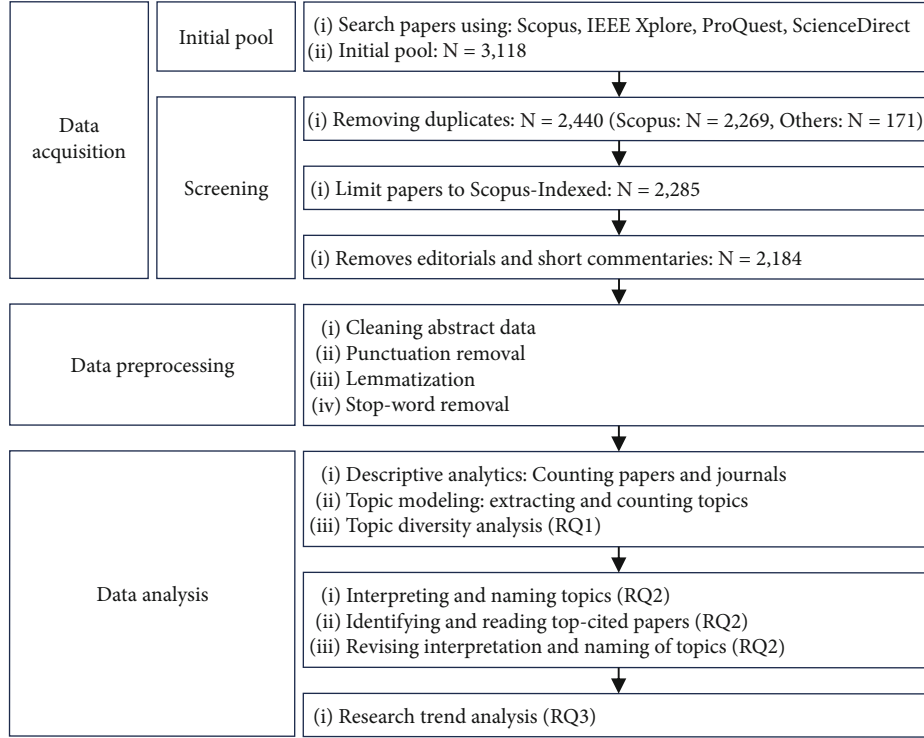 Data
acquisition
Initial pool
(i) Search papers using: Scopus, IEEE Xplore, ProQuest, ScienceDirect
(ii) Initial pool: N = 3,118
Screening
(i) Removing duplicates: N = 2,440 (Scopus: N = 2,269, Others: N = 171)
(i) Limit papers to Scopus-Indexed: N = 2,285
(i) Removes editorials and short commentaries: N = 2,184
Data preprocessing
(i) Cleaning abstract data
(ii) Punctuation removal
(iii) Lemmatization
(iv) Stop-word removal
Data analysis
(i) Descriptive analytics: Counting papers and journals
(ii) Topic modeling: extracting and counting topics
(iii) Topic diversity analysis (RQ1)
(i) Interpreting and naming topics (RQ2)
(ii) Identifying and reading top-cited papers (RQ2)
(iii) Revising interpretation and naming of topics (RQ2)
(i) Research trend analysis (RQ3)